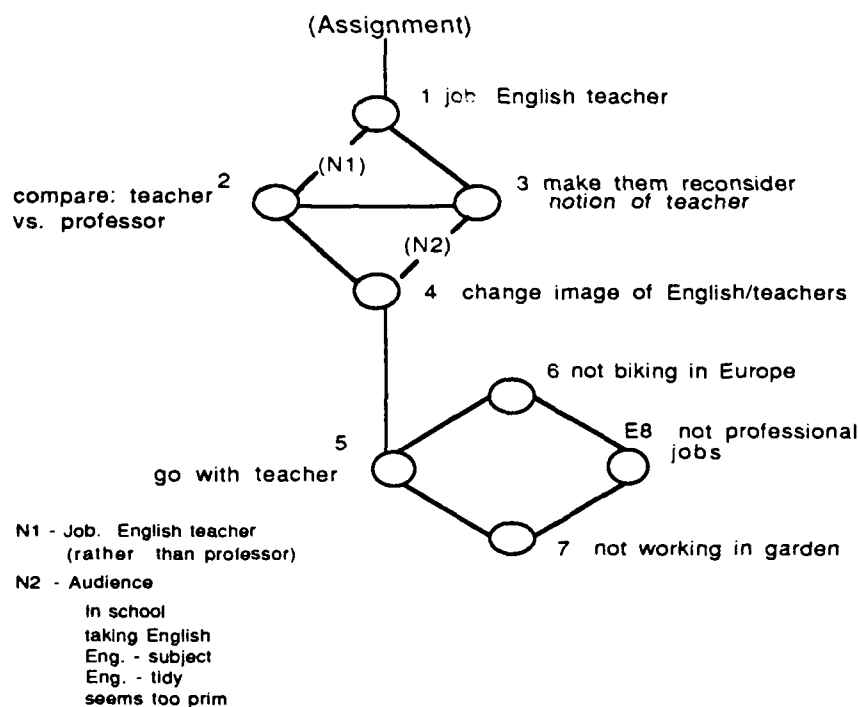 (Assignment)
1 job English teacher
(N1)
2
compare: teacher
vs. professor
3 make them reconsider
notion of teacher
(N2)
4 change image of English/teachers
6 not biking in Europe
5
go with teacher
E8 not professional
jobs
7 not working in garden
N1 - Job. English teacher
(rather than professor)
N2 - Audience
In school
taking English
Eng. - subject
Eng. - tidy
seems too prim